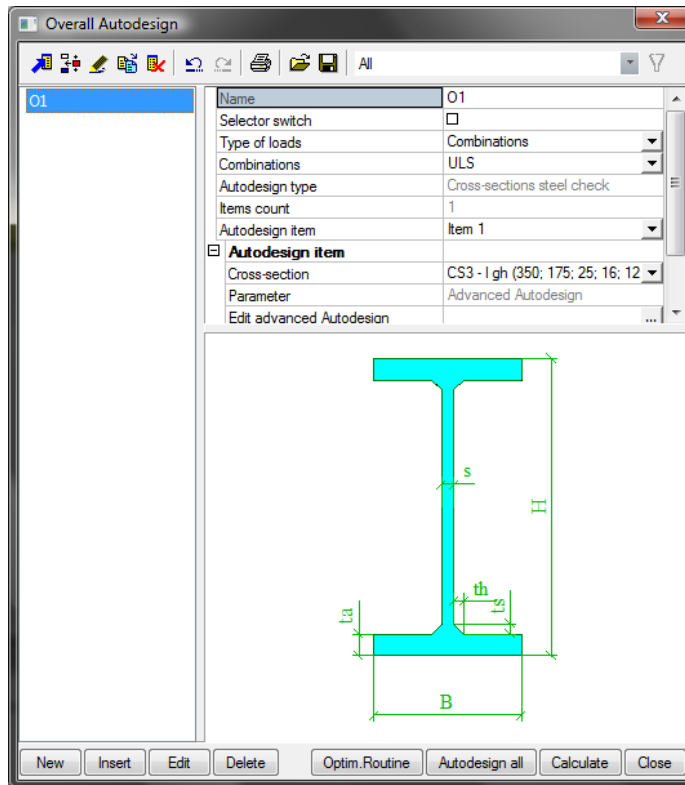 Overall Autodesign
All
O1
Name O1
Selector switch
Type of loads Combinations
Combinations ULS
Autodesign type Cross-sections steel check
Items count 1
Autodesign item Item 1
Autodesign item
Cross-section CS3 - I gh (350; 175; 25; 16; 12
Parameter Advanced Autodesign
Edit advanced Autodesign ...
s
H
th
ts
ta
B
New Insert Edit Delete Optim.Routine Autodesign all Calculate Close